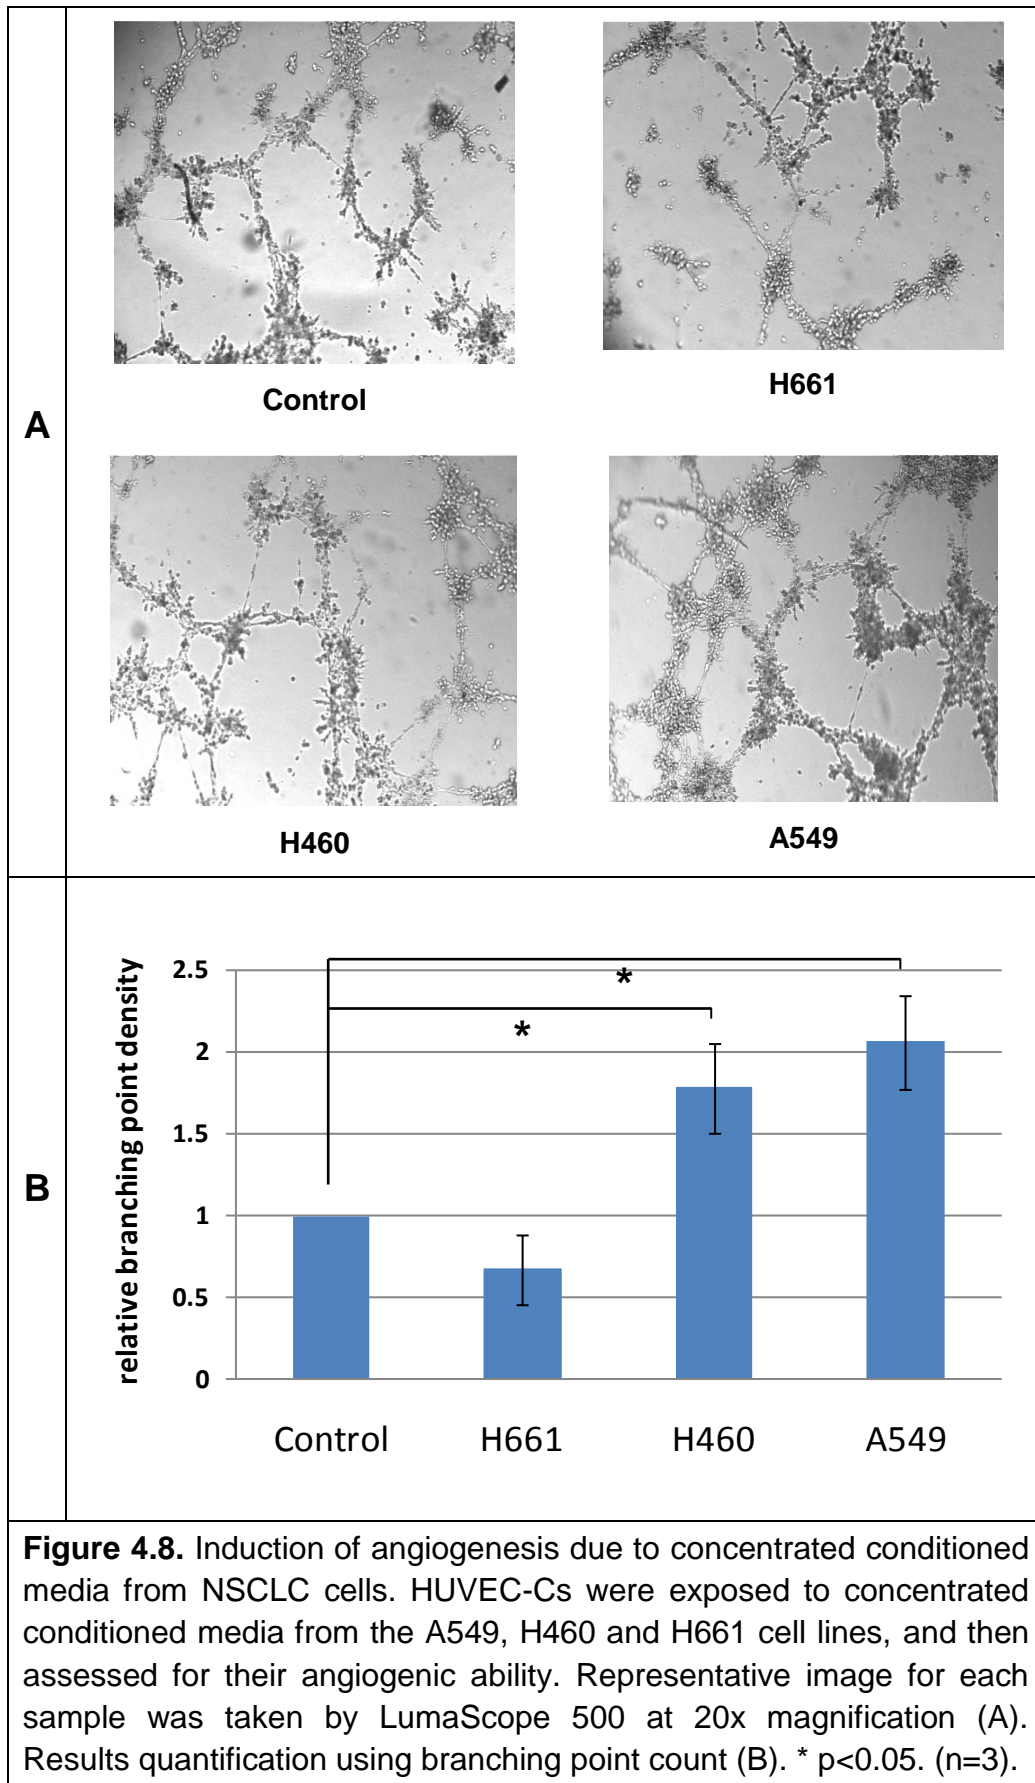 A
Control
H661
H460
A549
B
relative branching point density
2.5
2
1.5
1
0.5
0
*
*
Control H661 H460 A549
Figure 4.8. Induction of angiogenesis due to concentrated conditioned
media from NSCLC cells. HUVEC-Cs were exposed to concentrated
conditioned media from the A549, H460 and H661 cell lines, and then
assessed for their angiogenic ability. Representative image for each
sample was taken by LumaScope 500 at 20x magnification (A).
Results quantification using branching point count (B). * p<0.05. (n=3).